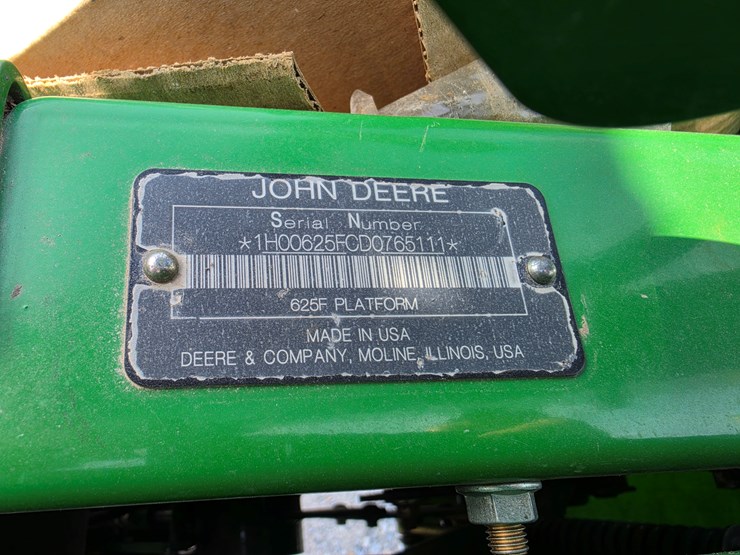 JOHN DEERE
Serial Number
*1H00625FCD0765111*
625F PLATFORM
MADE IN USA
DEERE & COMPANY, MOLINE, ILLINOIS, USA